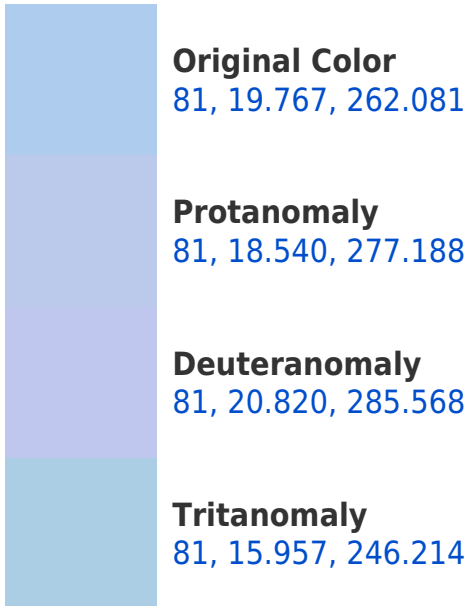 Original Color
81, 19.767, 262.081
Protanomaly
81, 18.540, 277.188
Deuteranomaly
81, 20.820, 285.568
Tritanomaly
81, 15.957, 246.214